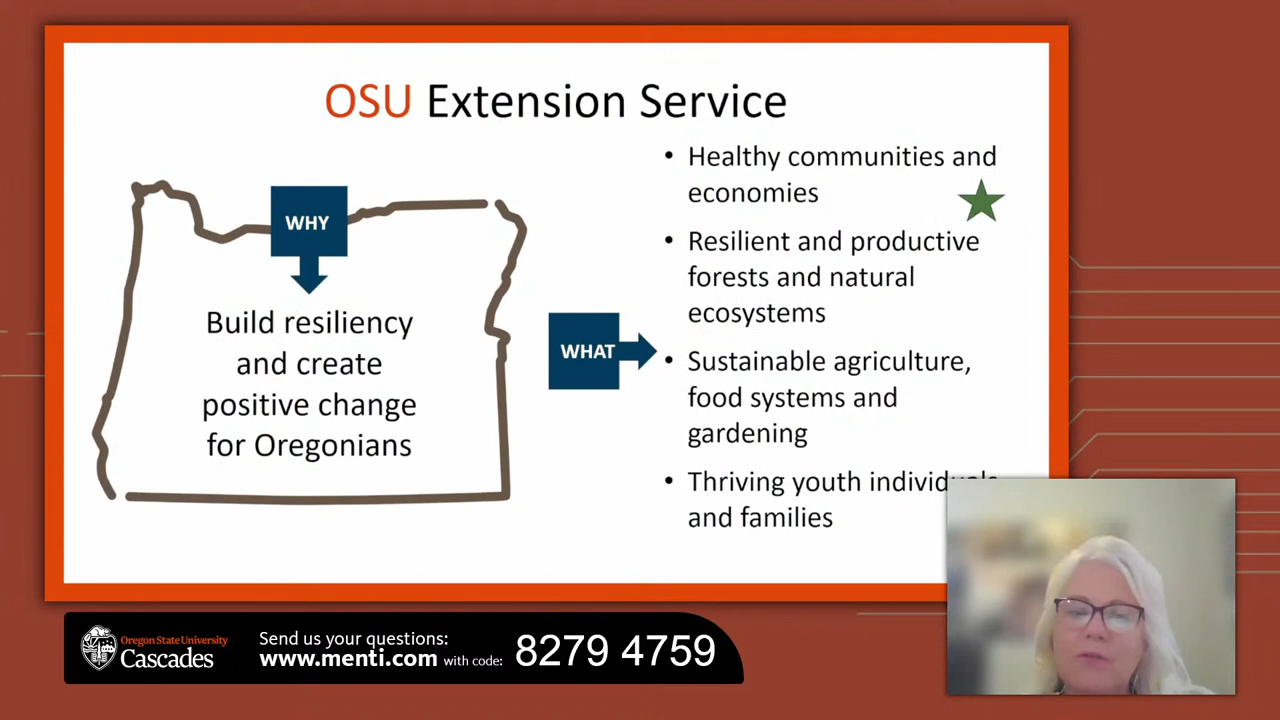 OSU Extension Service
WHY
Build resiliency
and create
positive change
for Oregonians
WHAT
• Healthy communities and
economies
• Resilient and productive
forests and natural
ecosystems
• Sustainable agriculture,
food systems and
gardening
• Thriving youth individuals
and families
Oregon State University
Cascades
Send us your questions:
www.menti.com with code:
8279 4759